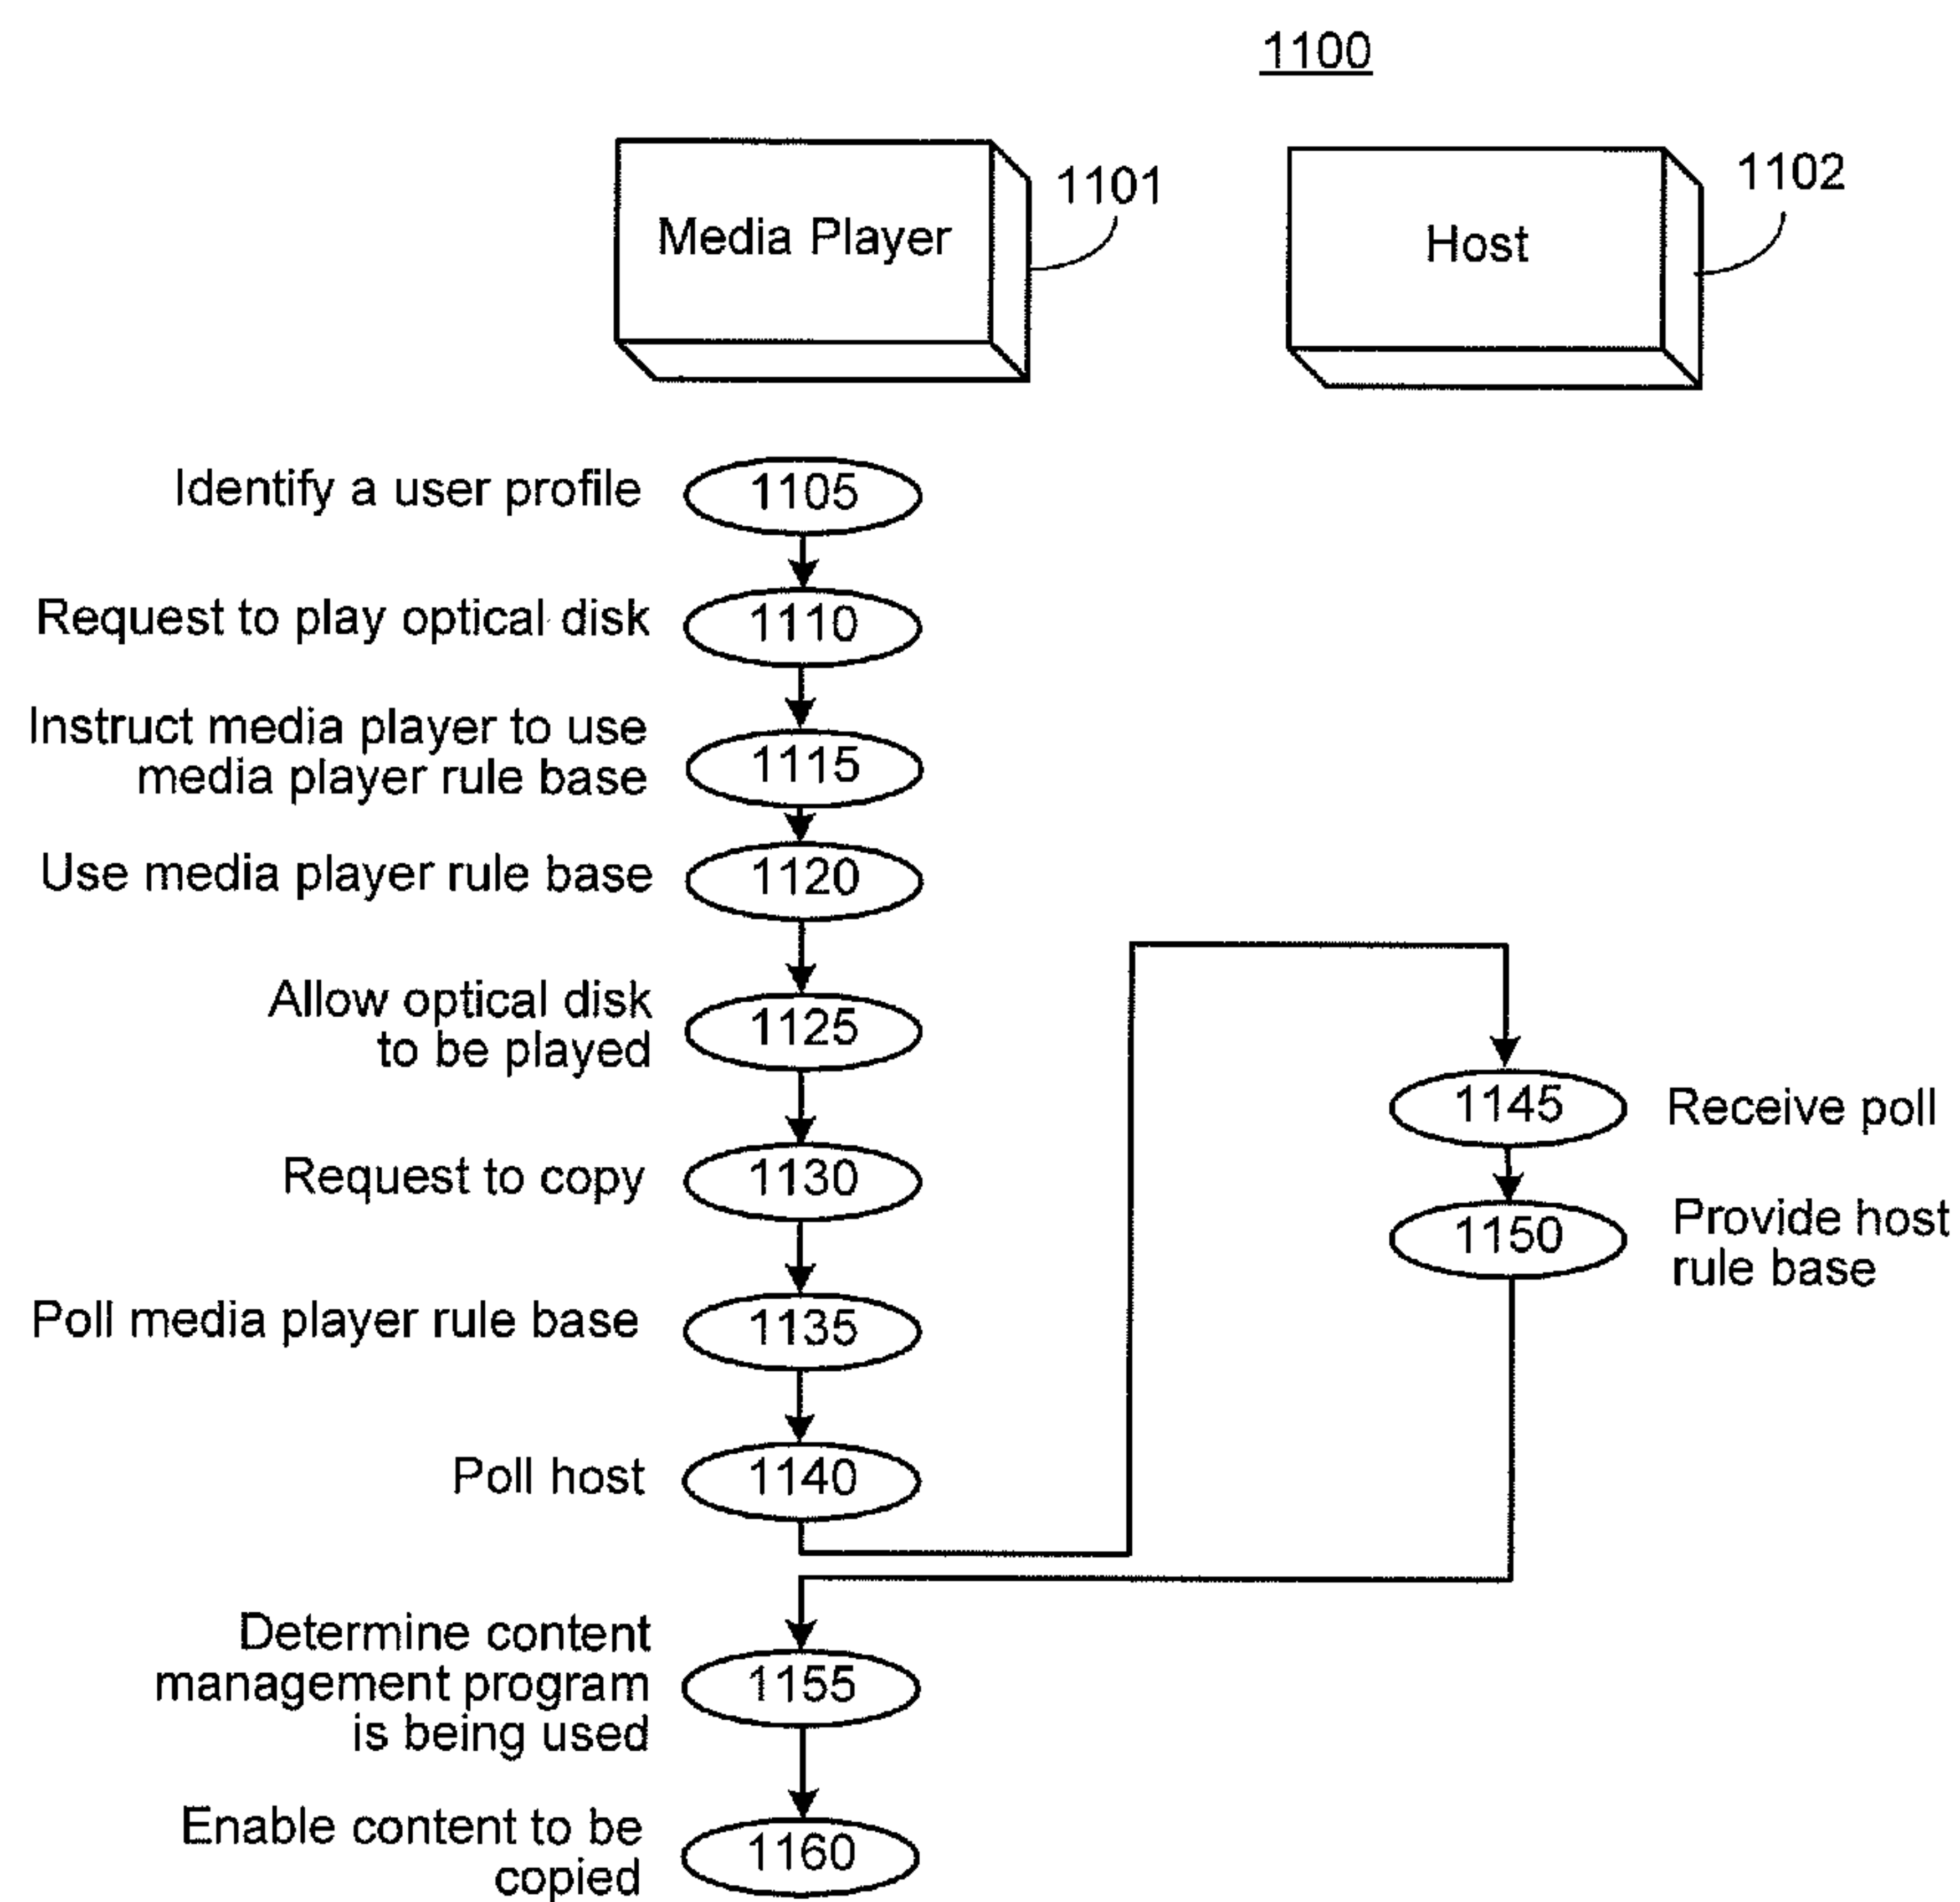 1100
Media Player
1101
Host
1102
Identify a user profile
1105
Request to play optical disk
1110
Instruct media player to use
media player rule base
1115
Use media player rule base
1120
Allow optical disk
to be played
1125
Request to copy
1130
Poll media player rule base
1135
Poll host
1140
1145
Receive poll
1150
Provide host
rule base
Determine content
management program
is being used
1155
Enable content to be
copied
1160